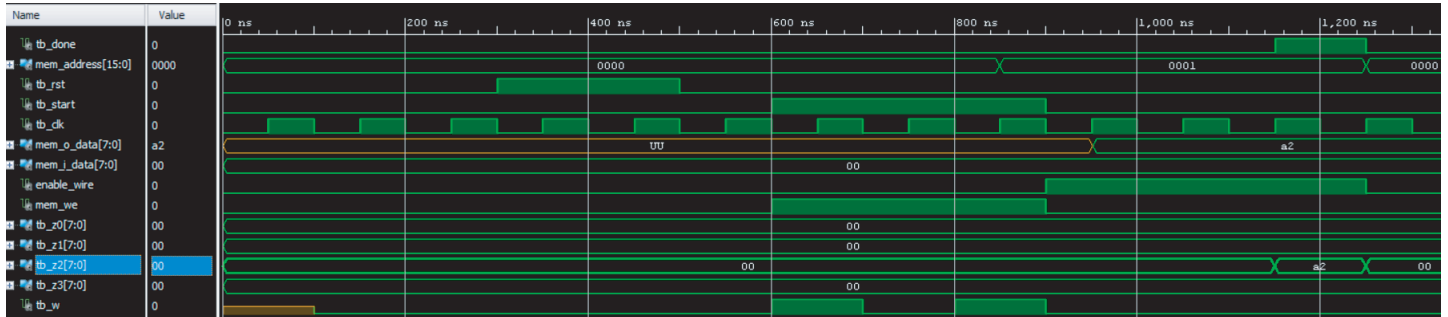 Name Value 0 ns 200 ns 400 ns 600 ns 800 ns 1,000 ns 1,200 ns
tb_done 0
mem_address[15:0] 0000 0000 0001 0000
tb_rst 0
tb_start 0
tb_clk 0
mem_o_data[7:0] a2 UU a2
mem_i_data[7:0] 00 00
enable_wire 0
mem_we 0
tb_z0[7:0] 00 00
tb_z1[7:0] 00 00
tb_z2[7:0] 00 00 a2 00
tb_z3[7:0] 00 00
tb_w 0